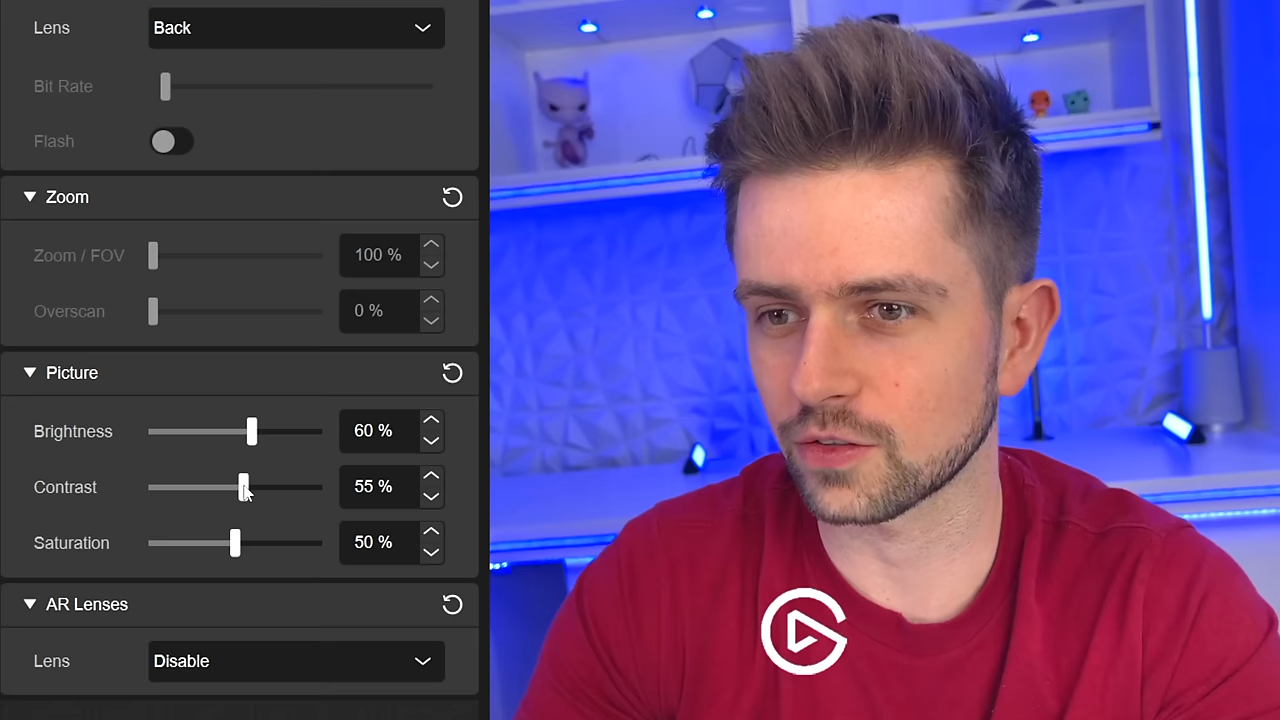 Lens Back
Bit Rate
Flash
Zoom
Zoom / FOV 100 %
Overscan 0 %
Picture
Brightness 60 %
Contrast 55 %
Saturation 50 %
AR Lenses
Lens Disable